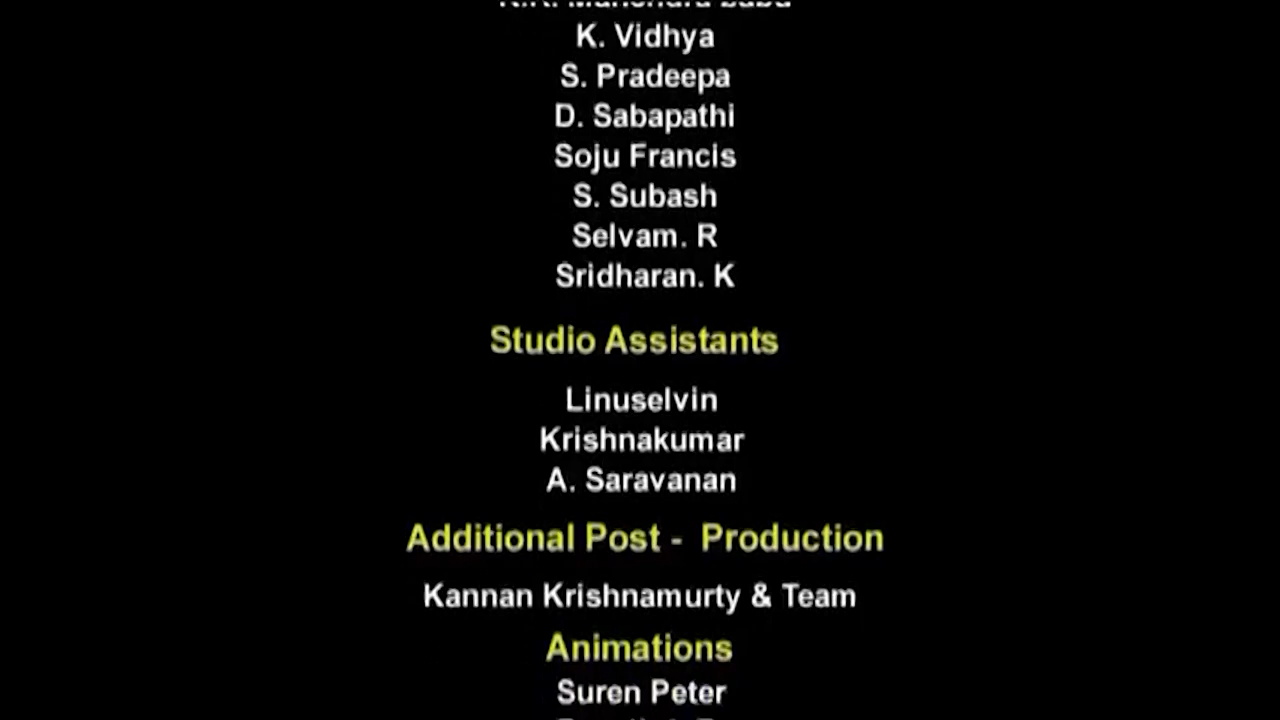 K. Vidhya
S. Pradeepa
D. Sabapathi
Soju Francis
S. Subash
Selvam. R
Sridharan. K
Studio Assistants
Linuselvin
Krishnakumar
A. Saravanan
Additional Post -  Production
Kannan Krishnamurty & Team
Animations
Suren Peter